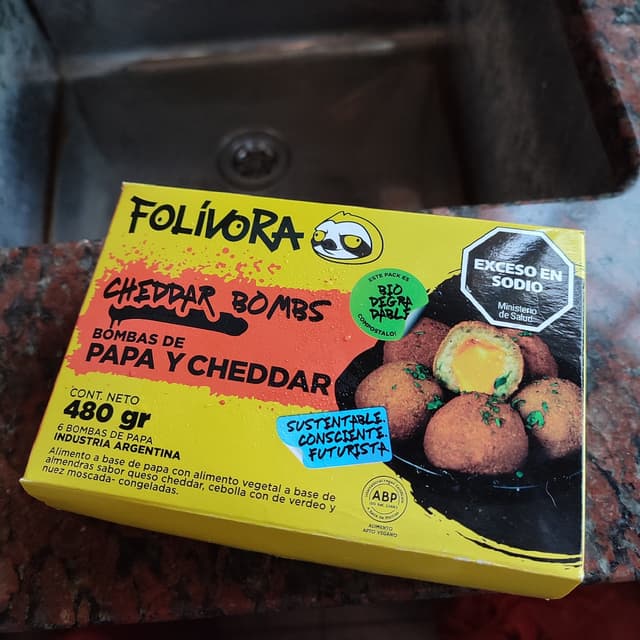 FOLÍVORA
CHEDDAR BOMBS
BOMBAS DE
PAPA Y CHEDDAR
CONT. NETO
480 gr
6 BOMBAS DE PAPA
INDUSTRIA ARGENTINA
Alimento a base de papa con alimento vegetal a base de
almendras sabor queso cheddar, cebolla con de verdeo y
nuez moscada- congeladas.
ESTE PACK ES
BIO
DEGRA
DABLE
COMPOSTALO!
EXCESO EN
SODIO
Ministerio
de Salud
SUSTENTABLE.
CONSCIENTE.
FUTURISTA
ABP
ALIMENTO
APTO VEGANO